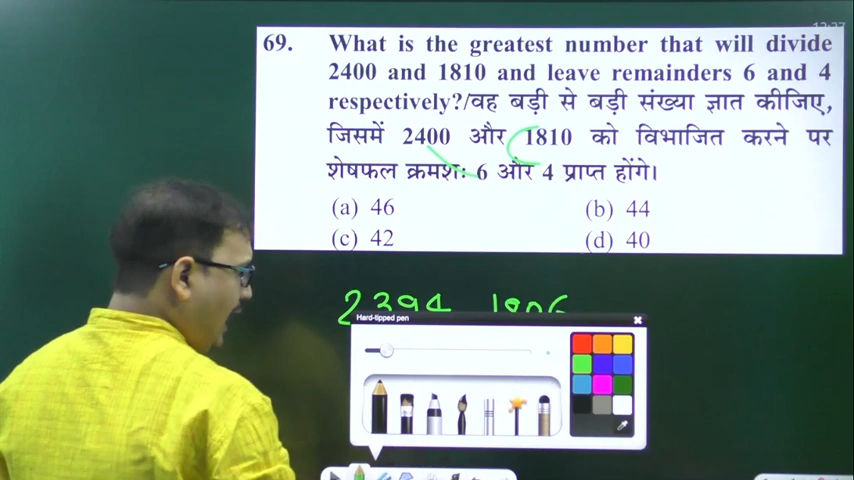 69. What is the greatest number that will divide
2400 and 1810 and leave remainders 6 and 4
respectively?/वह बड़ी से बड़ी संख्या ज्ञात कीजिए,
जिसमें 2400 और 1810 को विभाजित करने पर
शेषफल क्रमशः 6 और 4 प्राप्त होंगे।
(a) 46 (b) 44
(c) 42 (d) 40
2394 1806
Hard-tipped pen